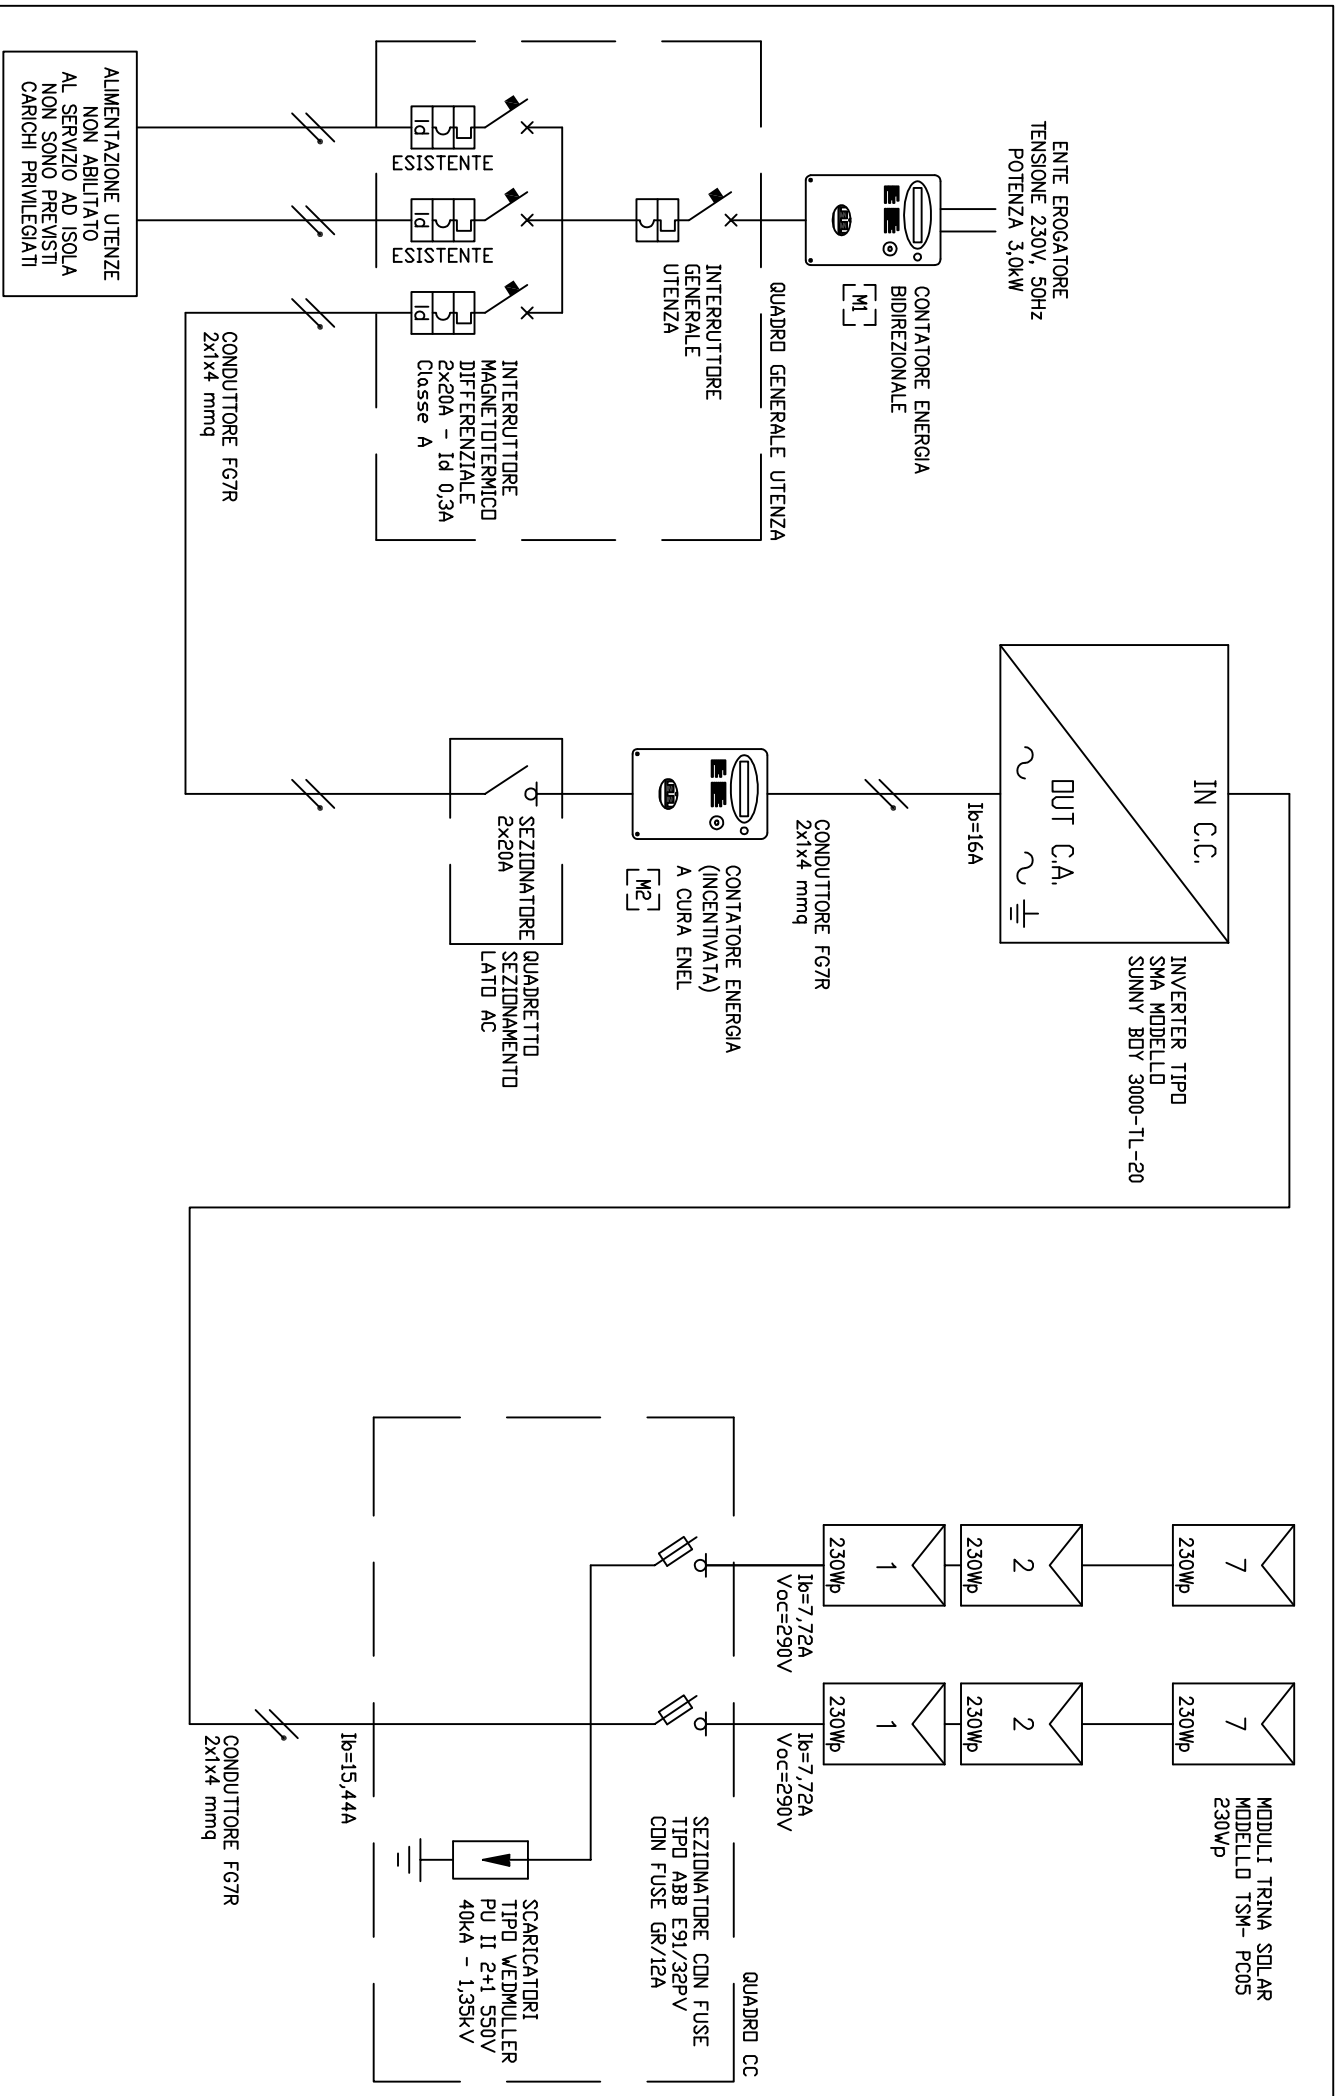 ENTE EROGATORE
TENSIONE 230V, 50Hz
POTENZA 3,0kW
CONTATORE ENERGIA
BIDIREZIONALE
M1
QUADRO GENERALE UTENZA
INTERRUTTORE
GENERALE
UTENZA
ESISTENTE
ESISTENTE
Id
Id
Id
INTERRUTTORE
MAGNETOTERMICO
DIFFERENZIALE
2x20A - Id 0,3A
Classe A
CONDUTTORE FG7R
2x1x4 mmq
ALIMENTAZIONE UTENZE
NON ABILITATO
AL SERVIZIO AD ISOLA
NON SONO PREVISTI
CARICHI PRIVILEGIATI
IN C.C.
OUT C.A.
INVERTER TIPO
SMA MODELLO
SUNNY BOY 3000-TL-20
Ib=16A
CONDUTTORE FG7R
2x1x4 mmq
CONTATORE ENERGIA
(INCENTIVATA)
A CURA ENEL
M2
SEZIONATORE
2x20A
QUADRETTO
SEZIONAMENTO
LATO AC
7
230Wp
7
230Wp
MODULI TRINA SOLAR
MODELLO TSM- PC05
230Wp
2
230Wp
2
230Wp
1
230Wp
1
230Wp
Ib=7,72A
Voc=290V
Ib=7,72A
Voc=290V
QUADRO CC
SEZIONATORE CON FUSE
TIPO ABB E91/32PV
CON FUSE GR/12A
SCARICATORI
TIPO WEDMULLER
PU II 2+1 550V
40kA - 1,35kV
Ib=15,44A
CONDUTTORE FG7R
2x1x4 mmq